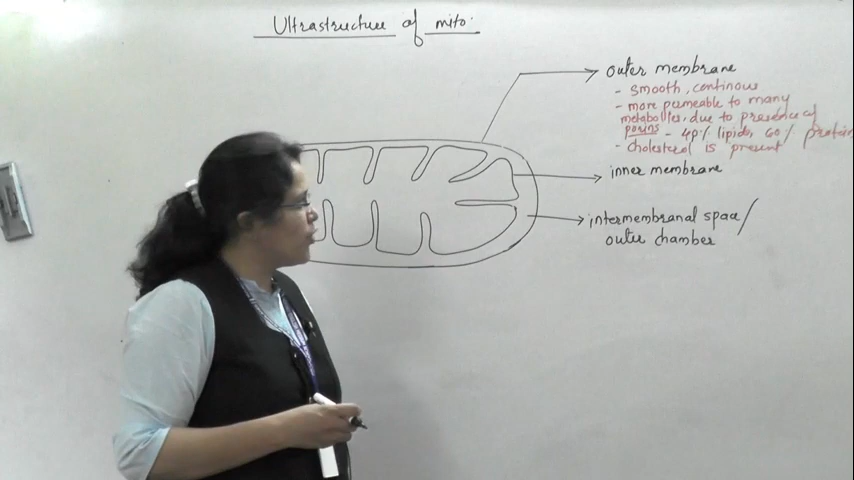 Ultrastructure of mito.
outer membrane
- smooth, continous
- more permeable to many
metabolites, due to presence of
porins - 40% lipids, 60% protein
- cholesterol is present
inner membrane
intermembranal space/
outer chamber